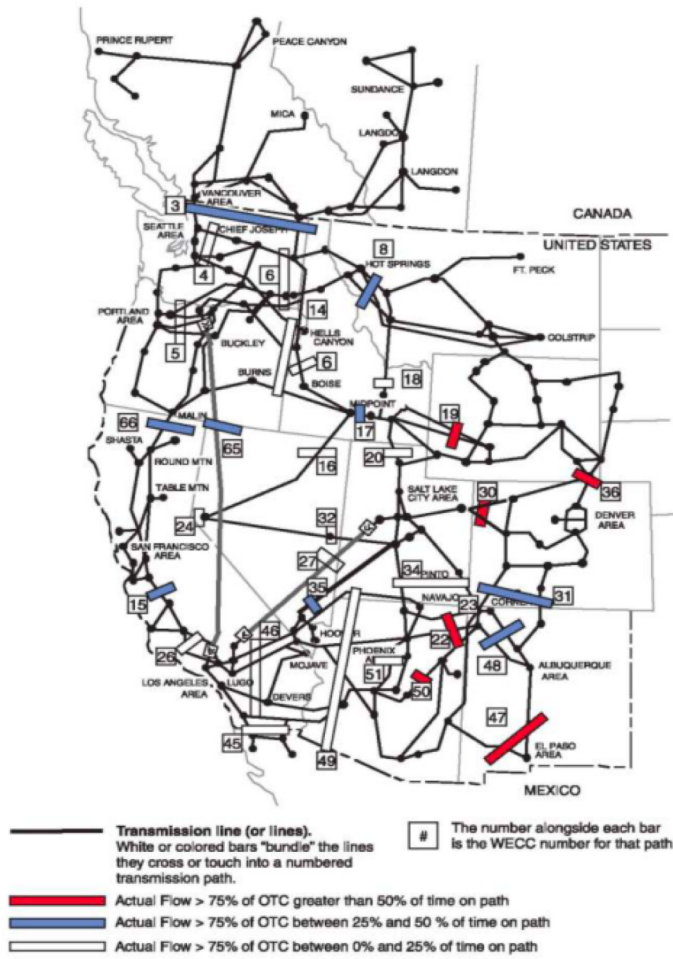 PRINCE RUPERT
PEACE CANYON
SUNDANCE
MICA
LANGDO
LANGDON
VANCOUVER
AREA
3
CANADA
UNITED STATES
SEATTLE
AREA
CHIEF JOSEPH
4
6
8
HOT SPRINGS
FT. PECK
14
PORTLAND
AREA
HELLS
CANYON
COLSTRIP
5
BUCKLEY
6
BURNS
BOISE
18
MALIN
MIDPOINT
66
65
17
19
SHASTA
ROUND MTN
16
20
TABLE MTN
SALT LAKE
CITY AREA
30
36
24
32
DENVER
AREA
SAN FRANCISCO
AREA
27
34
PINTO
15
35
NAVAJO
23
31
26
46
HOOVER
22
48
PHOENIX
MOJAVE
51
ALBUQUERQUE
AREA
LOS ANGELES
AREA
LUGO
DEVERS
50
47
45
49
EL PASO
AREA
MEXICO
Transmission line (or lines).
White or colored bars "bundle" the lines
they cross or touch into a numbered
transmission path.
#
The number alongside each bar
is the WECC number for that path
Actual Flow > 75% of OTC greater than 50% of time on path
Actual Flow > 75% of OTC between 25% and 50 % of time on path
Actual Flow > 75% of OTC between 0% and 25% of time on path